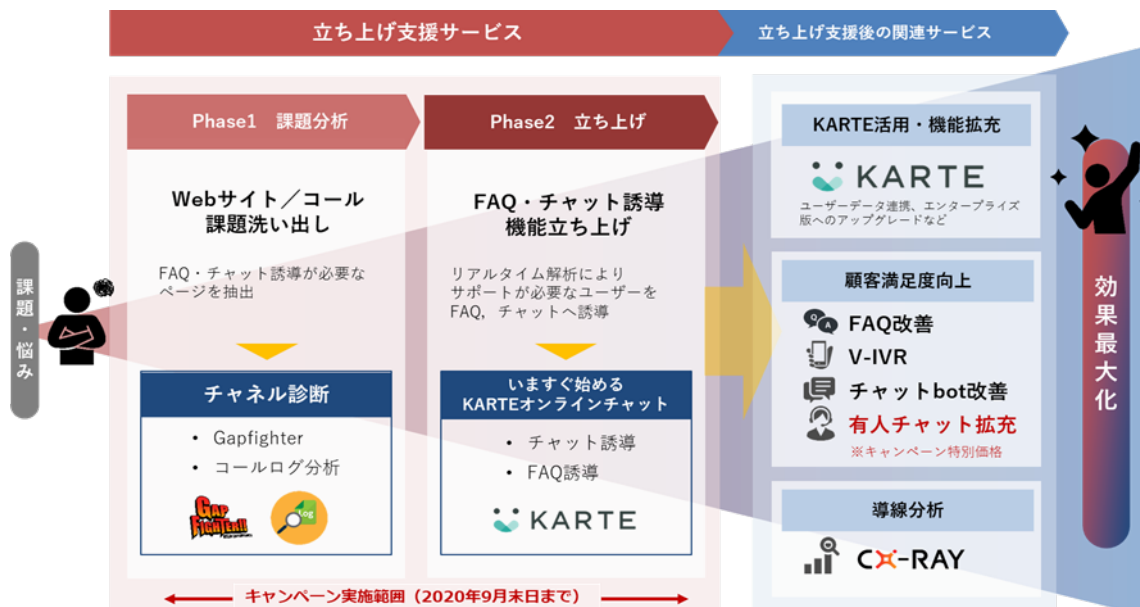 立ち上げ支援サービス
立ち上げ支援後の関連サービス
課題・悩み
Phase1 課題分析
Webサイト／コール
課題洗い出し
FAQ・チャット誘導が必要な
ページを抽出
チャネル診断
• Gapfighter
• コールログ分析
GAP
FIGHTER!!
Log
Phase2 立ち上げ
FAQ・チャット誘導
機能立ち上げ
リアルタイム解析により
サポートが必要なユーザーを
FAQ，チャットへ誘導
いますぐ始める
KARTEオンラインチャット
• チャット誘導
• FAQ誘導
KARTE
キャンペーン実施範囲（2020年9月末日まで）
KARTE活用・機能拡充
KARTE
ユーザーデータ連携、エンタープライズ
版へのアップグレードなど
顧客満足度向上
Q A
FAQ改善
V-IVR
チャットbot改善
有人チャット拡充
※キャンペーン特別価格
導線分析
CX-RAY
効果最大化